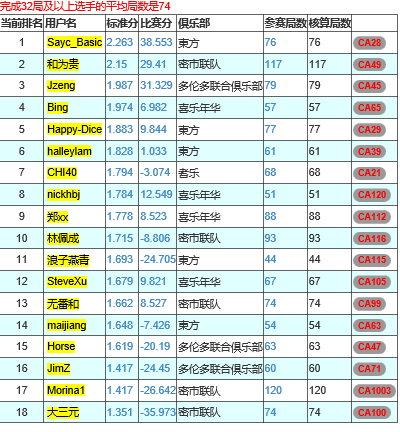 完成32局及以上选手的平均局数是74
当前排名 用户名 标准分 比赛分 俱乐部 参赛局数 核算局数
1 Sayc_Basic 2.263 38.553 東方 76 76 CA28
2 和为贵 2.15 29.41 密市联队 117 117 CA49
3 Jzeng 1.987 31.329 多伦多联合俱乐部 79 79 CA45
4 Bing 1.974 6.982 喜乐年华 57 57 CA65
5 Happy-Dice 1.883 9.844 東方 77 77 CA29
6 halleylam 1.828 1.033 東方 61 61 CA39
7 CHI40 1.794 -3.074 者乐 68 68 CA21
8 nickhbj 1.784 12.549 喜乐年华 51 51 CA120
9 郑xx 1.778 8.523 喜乐年华 88 88 CA112
10 林佩成 1.715 -8.806 密市联队 93 93 CA116
11 浪子燕青 1.693 -24.705 東方 44 44 CA115
12 SteveXu 1.679 9.821 喜乐年华 67 67 CA105
13 无番和 1.662 8.527 密市联队 74 74 CA99
14 maijiang 1.648 -7.426 東方 54 54 CA63
15 Horse 1.619 -20.19 多伦多联合俱乐部 63 63 CA47
16 JimZ 1.417 -24.45 多伦多联合俱乐部 60 60 CA71
17 Morina1 1.417 -26.642 密市联队 120 120 CA1003
18 大三元 1.351 -35.973 密市联队 74 74 CA100